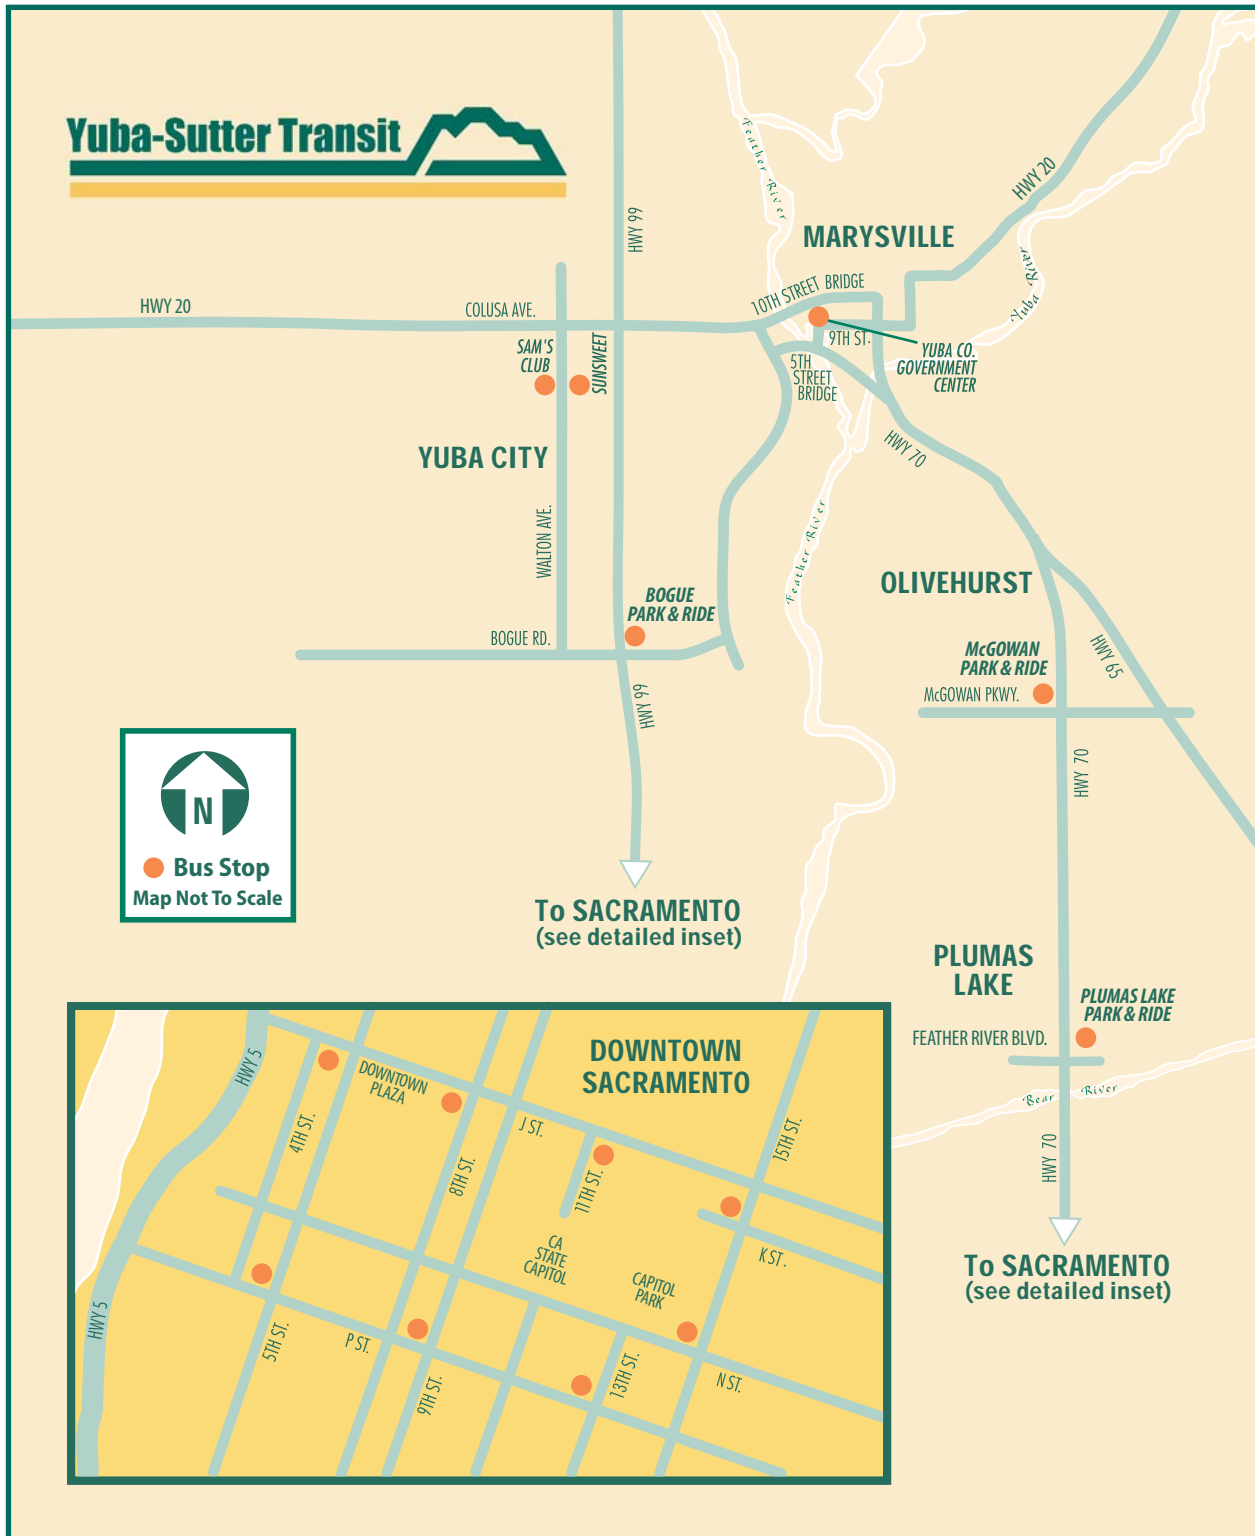 Yuba-Sutter Transit
Feather River
HWY 20
HWY 99
MARYSVILLE
Yuba River
10TH STREET BRIDGE
HWY 20
COLUSA AVE.
SAM'S
CLUB
SUNSWEET
9TH ST.
YUBA CO.
GOVERNMENT
CENTER
5TH
STREET
BRIDGE
YUBA CITY
HWY 70
WALTON AVE.
Feather River
OLIVEHURST
BOGUE
PARK & RIDE
BOGUE RD.
McGOWAN
PARK & RIDE
HWY 65
McGOWAN PKWY.
HWY 99
HWY 70
N
Bus Stop
Map Not To Scale
To SACRAMENTO
(see detailed inset)
PLUMAS
LAKE
PLUMAS LAKE
PARK & RIDE
FEATHER RIVER BLVD.
Bear River
HWY 70
To SACRAMENTO
(see detailed inset)
DOWNTOWN
SACRAMENTO
HWY 5
DOWNTOWN
PLAZA
4TH ST.
J ST.
15TH ST.
8TH ST.
11TH ST.
CA
STATE
CAPITOL
K ST.
CAPITOL
PARK
HWY 5
5TH ST.
P ST.
9TH ST.
13TH ST.
N ST.